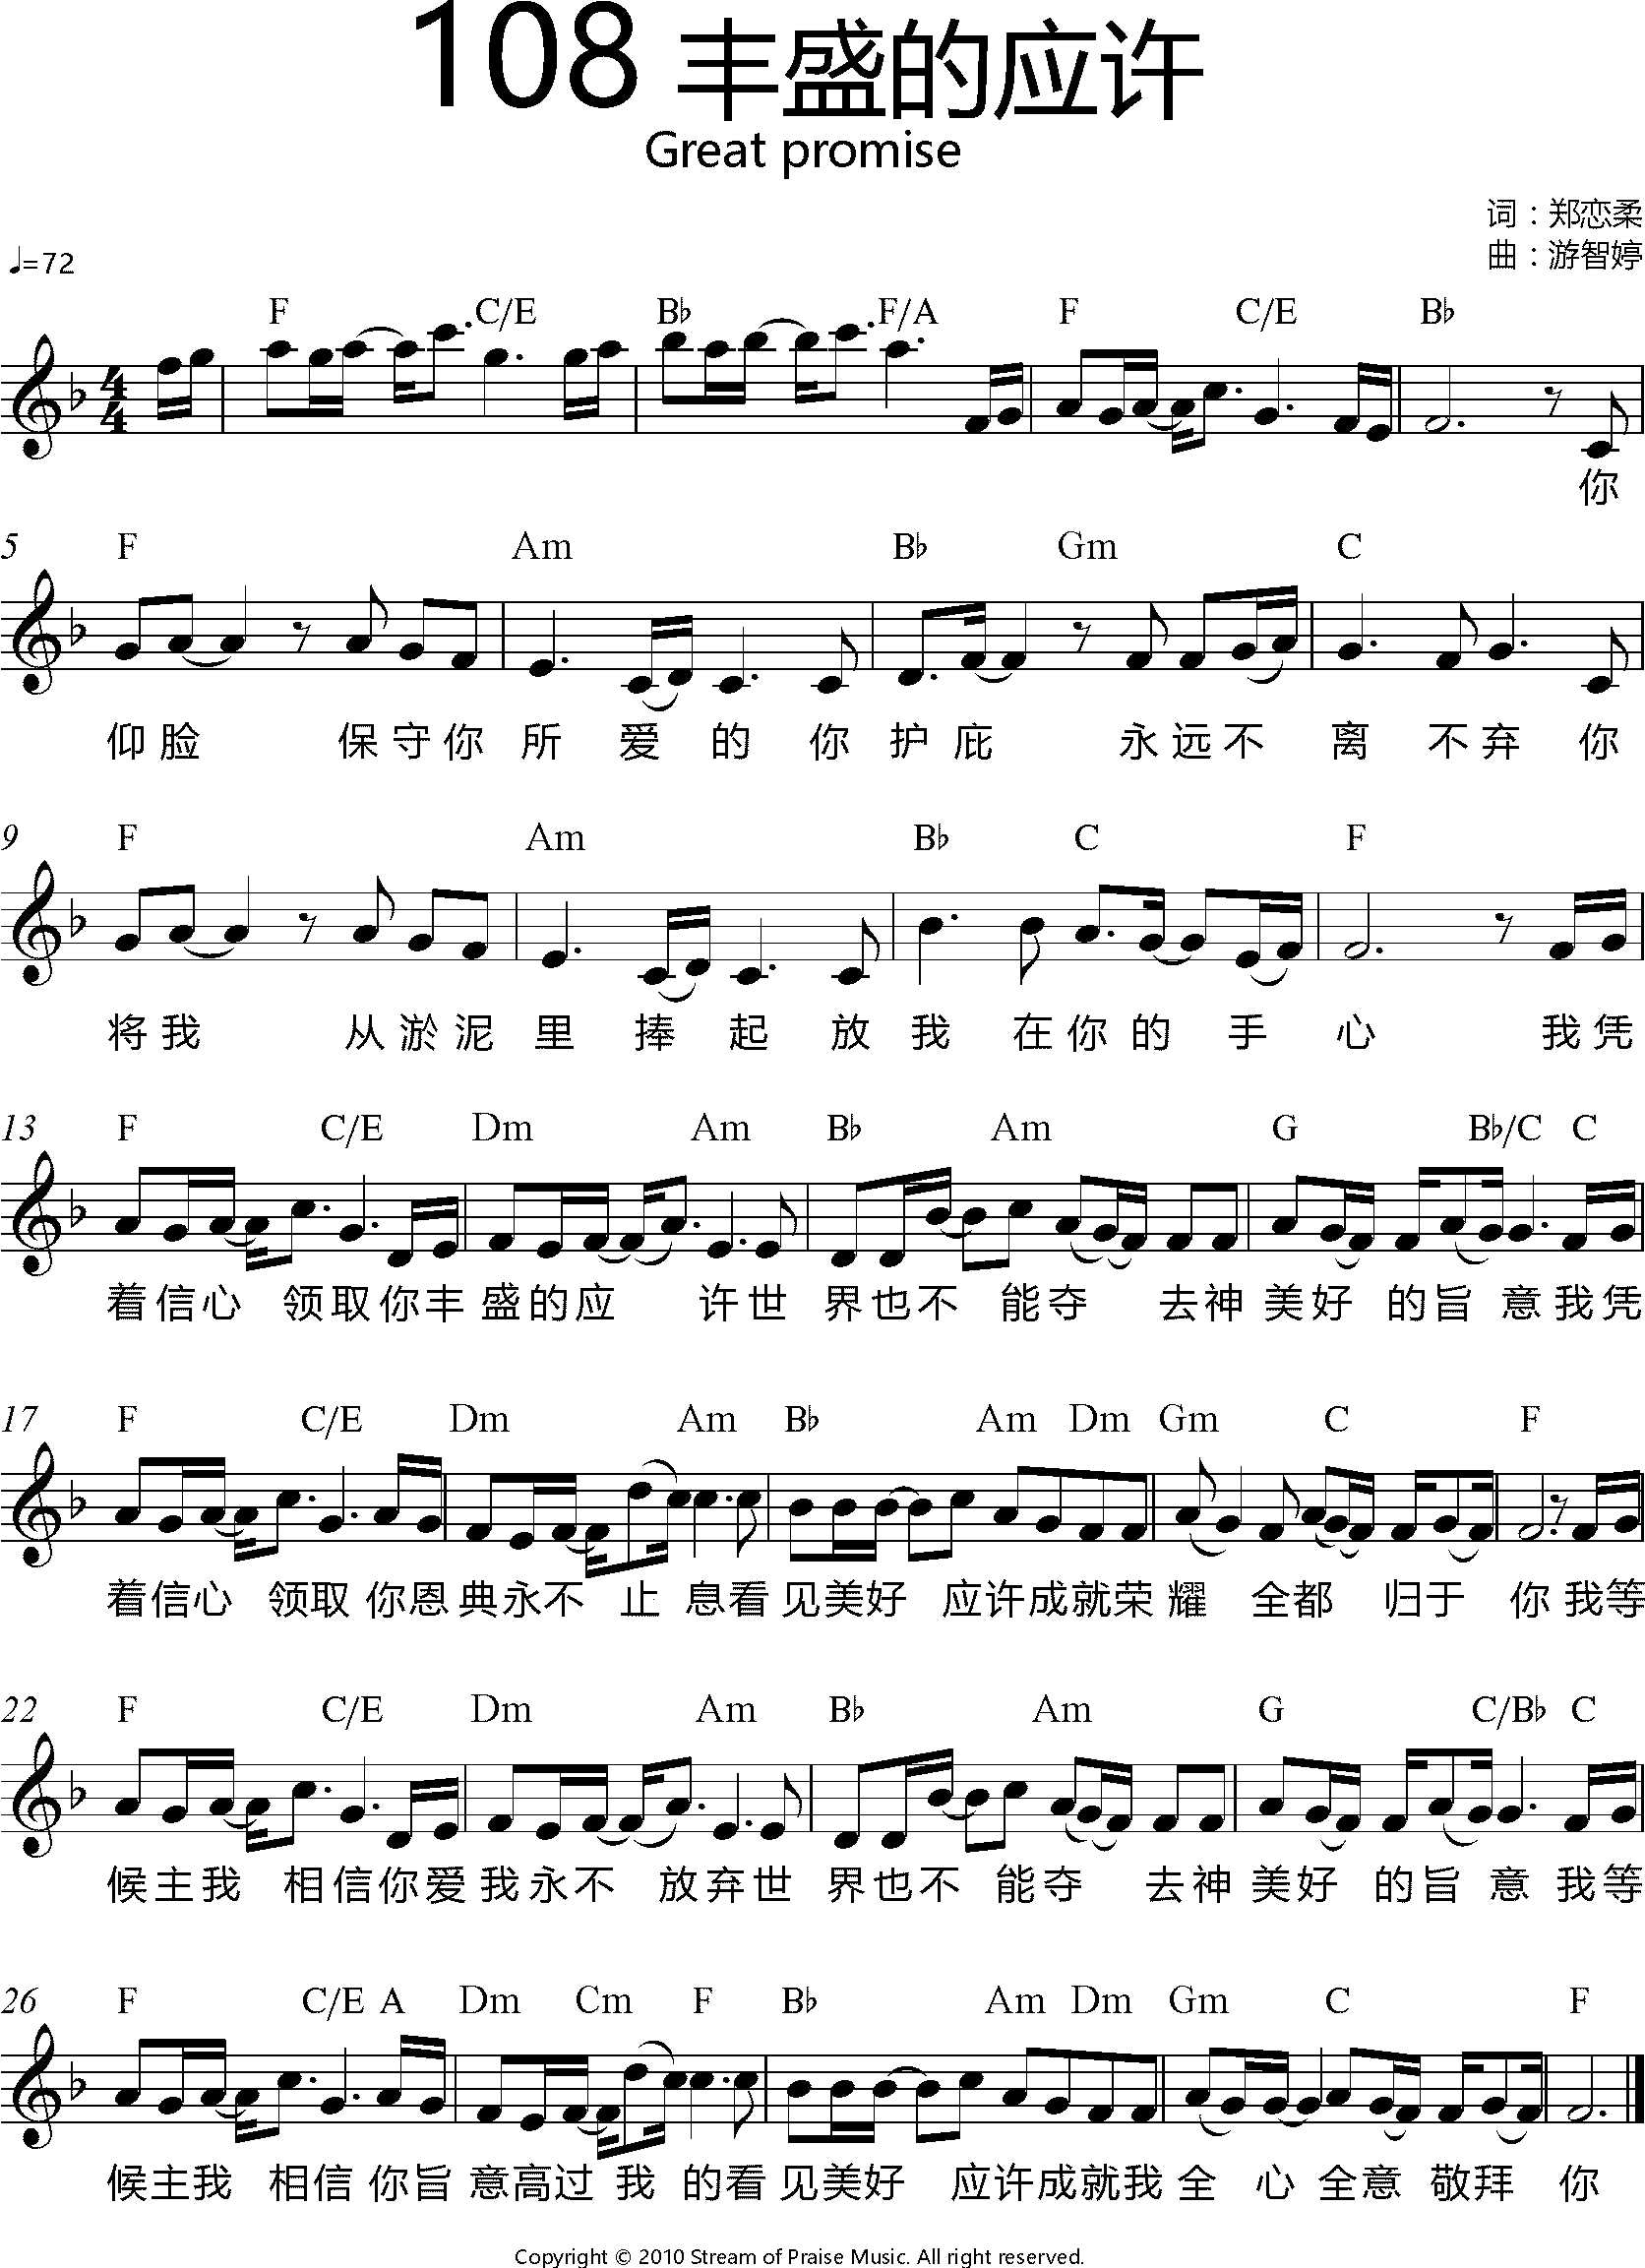 108 丰盛的应许
Great promise
词：郑恋柔
曲：游智婷
♩=72
F C/E B♭ F/A F C/E B♭
4/4
你
5 F Am B♭ Gm C
仰脸 保守你 所 爱 的 你 护庇 永远不 离 不弃 你
9 F Am B♭ C F
将我 从淤泥 里 捧 起 放 我 在你的 手 心 我凭
13 F C/E Dm Am B♭ Am G B♭/C C
着信心 领取你丰 盛的应 许世 界也不 能夺 去神 美好 的旨 意我凭
17 F C/E Dm Am B♭ Am Dm Gm C F
着信心 领取 你恩 典永不 止 息看 见美好 应许成就荣 耀 全都 归于 你我等
22 F C/E Dm Am B♭ Am G C/B♭ C
候主我 相信你爱 我永不 放弃世 界也不 能夺 去神 美好 的旨 意 我等
26 F C/E A Dm Cm F B♭ Am Dm Gm C F
候主我 相信 你旨 意高过 我 的看 见美好 应许成就我 全 心 全意 敬拜 你
Copyright © 2010 Stream of Praise Music. All right reserved.